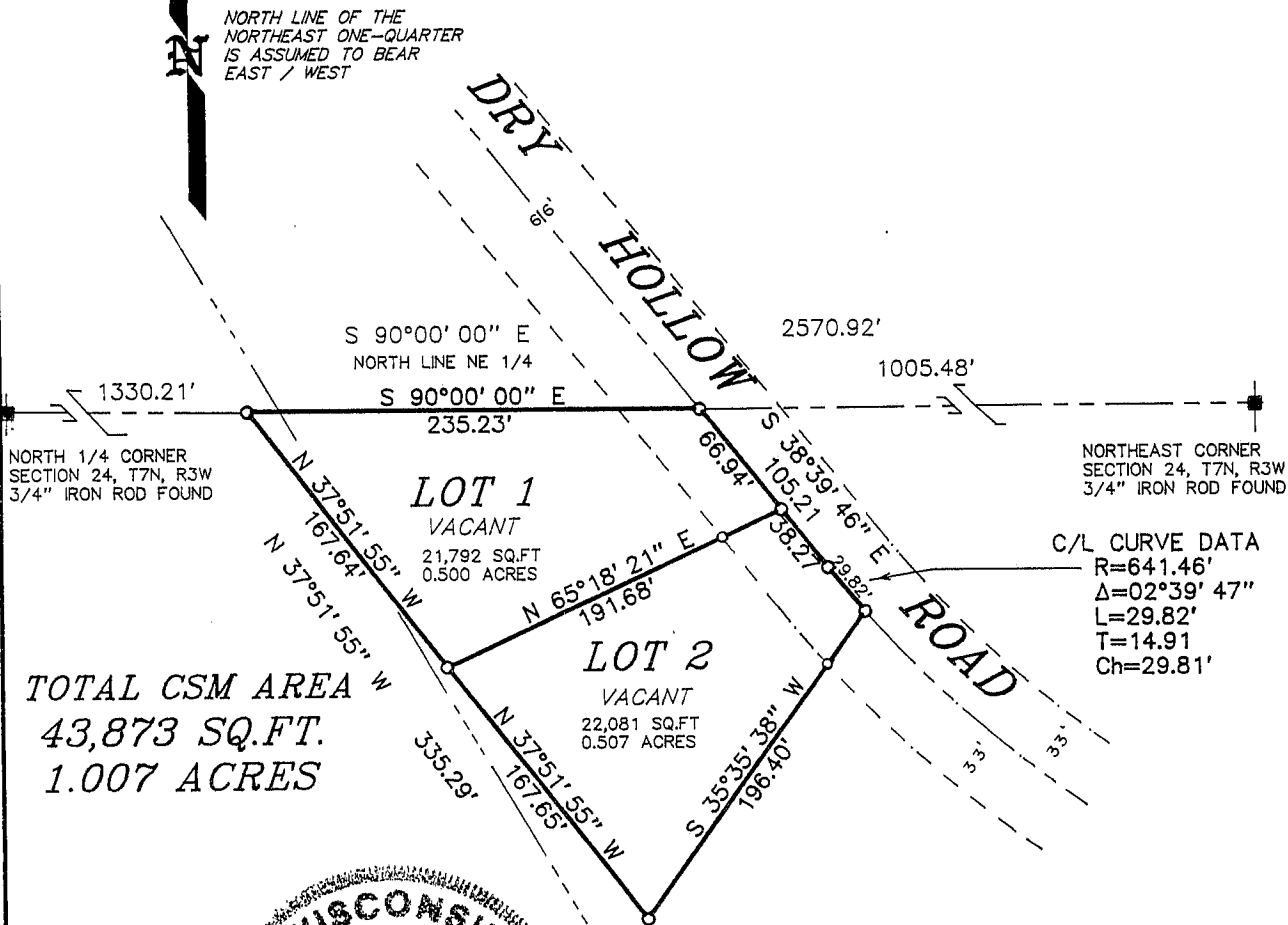 NORTH LINE OF THE
NORTHEAST ONE-QUARTER
IS ASSUMED TO BEAR
EAST / WEST
N
DRY HOLLOW ROAD
66'
S 90°00' 00" E
NORTH LINE NE 1/4
2570.92'
1330.21'
S 90°00' 00" E
235.23'
1005.48'
NORTH 1/4 CORNER
SECTION 24, T7N, R3W
3/4" IRON ROD FOUND
NORTHEAST CORNER
SECTION 24, T7N, R3W
3/4" IRON ROD FOUND
66.94'
S 38°39' 46" E
105.21
38.27
29.82'
N 37°51' 55" W
167.64'
LOT 1
VACANT
21,792 SQ.FT
0.500 ACRES
N 65°18' 21" E
191.68'
C/L CURVE DATA
R=641.46'
Δ=02°39' 47"
L=29.82'
T=14.91
Ch=29.81'
N 37°51' 55" W
335.29'
LOT 2
VACANT
22,081 SQ.FT
0.507 ACRES
TOTAL CSM AREA
43,873 SQ.FT.
1.007 ACRES
N 37°51' 55" W
167.65'
S 35°35' 38" W
196.40'
33'
33'
WISCONSI